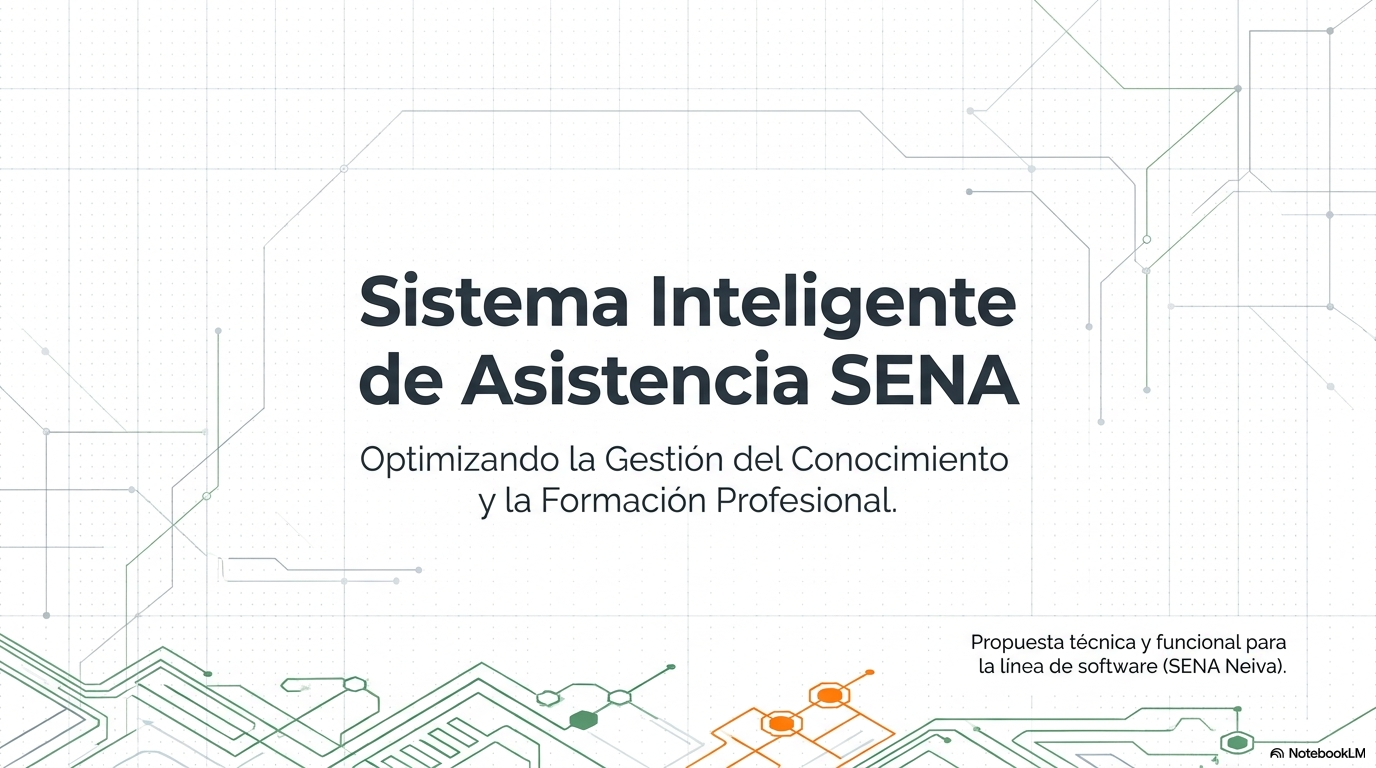 Sistema Inteligente
de Asistencia SENA
Optimizando la Gestión del Conocimiento
y la Formación Profesional.
Propuesta técnica y funcional para
la línea de software (SENA Neiva).
NotebookLM